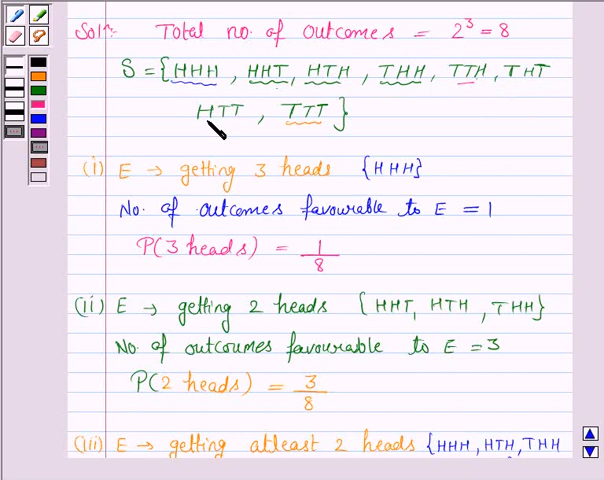 Solⁿ: Total no. of outcomes = 2³ = 8
S = {HHH, HHT, HTH, THH, TTH, THT
HTT, TTT}
(i) E → getting 3 heads {HHH}
No. of outcomes favourable to E = 1
P(3 heads) = 1/8
(ii) E → getting 2 heads {HHT, HTH, THH}
No. of outcoumes favourable to E = 3
P(2 heads) = 3/8
(iii) E → getting atleast 2 heads {HHH, HTH, THH